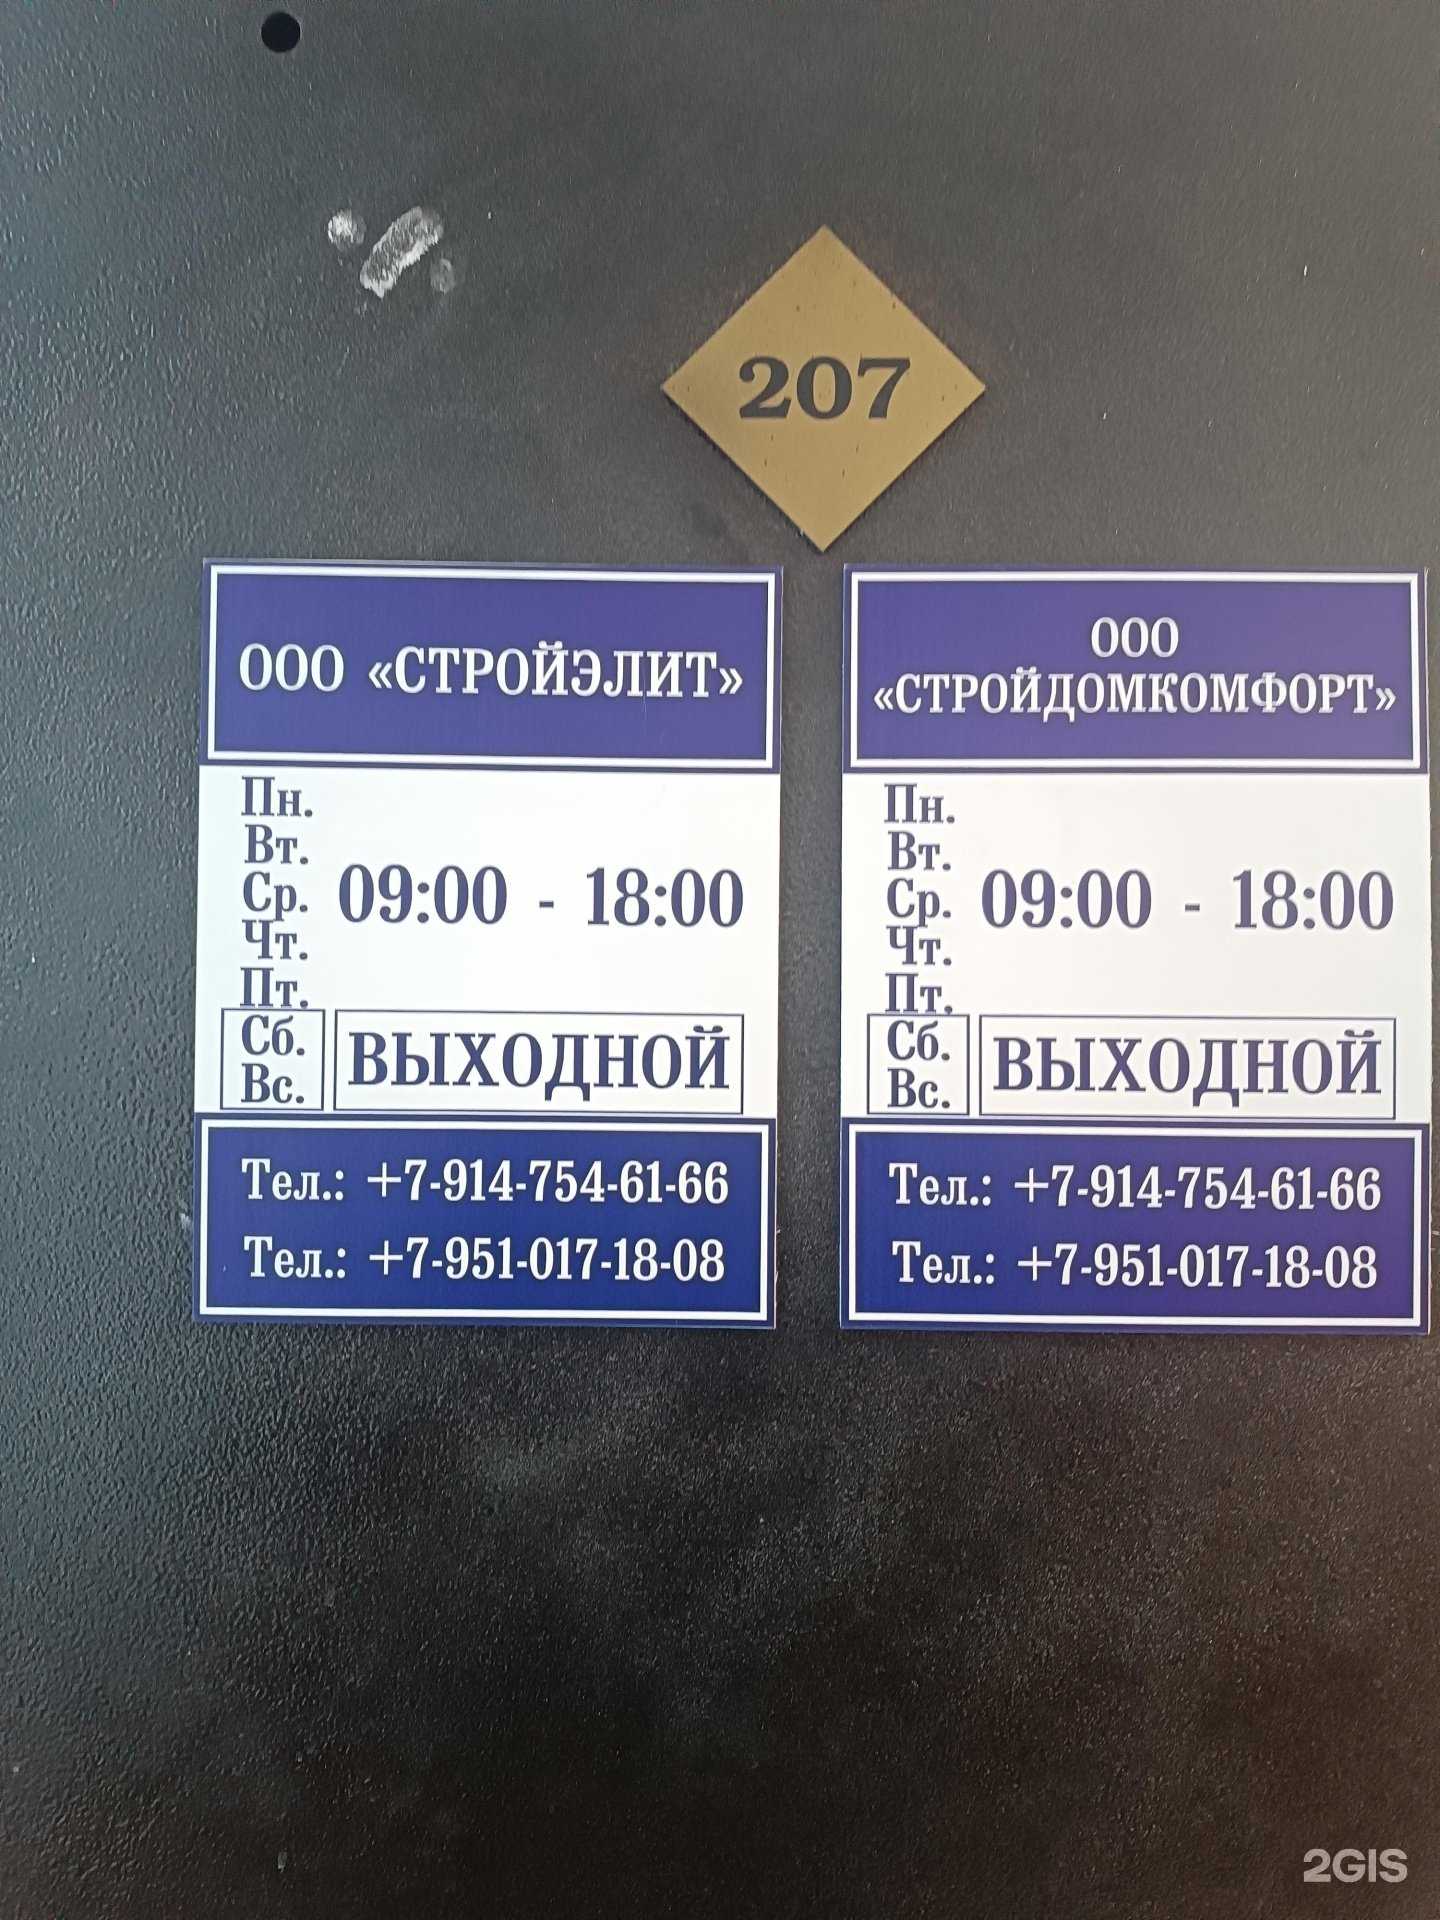 207
ООО «СТРОЙЭЛИТ»
Пн.
Вт.
Ср.
Чт.
Пт.
09:00 - 18:00
Сб.
Вс.
ВЫХОДНОЙ
Тел.: +7-914-754-61-66
Тел.: +7-951-017-18-08
ООО
«СТРОЙДОМКОМФОРТ»
Пн.
Вт.
Ср.
Чт.
Пт.
09:00 - 18:00
Сб.
Вс.
ВЫХОДНОЙ
Тел.: +7-914-754-61-66
Тел.: +7-951-017-18-08
2GIS